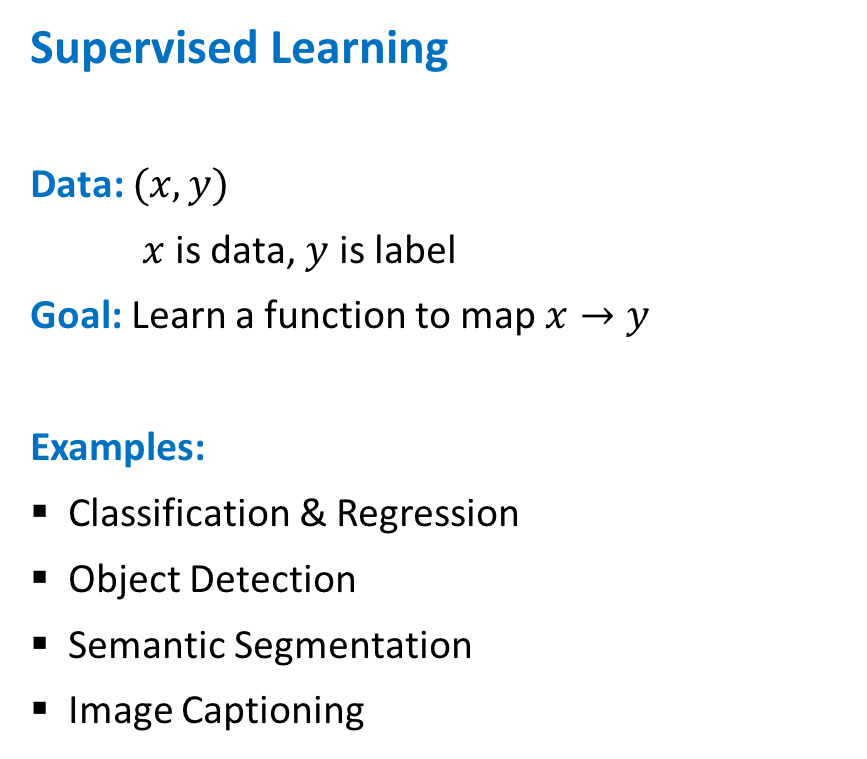 Supervised Learning
Data: (x, y)
x is data, y is label
Goal: Learn a function to map x → y
Examples:
▪ Classification & Regression
▪ Object Detection
▪ Semantic Segmentation
▪ Image Captioning